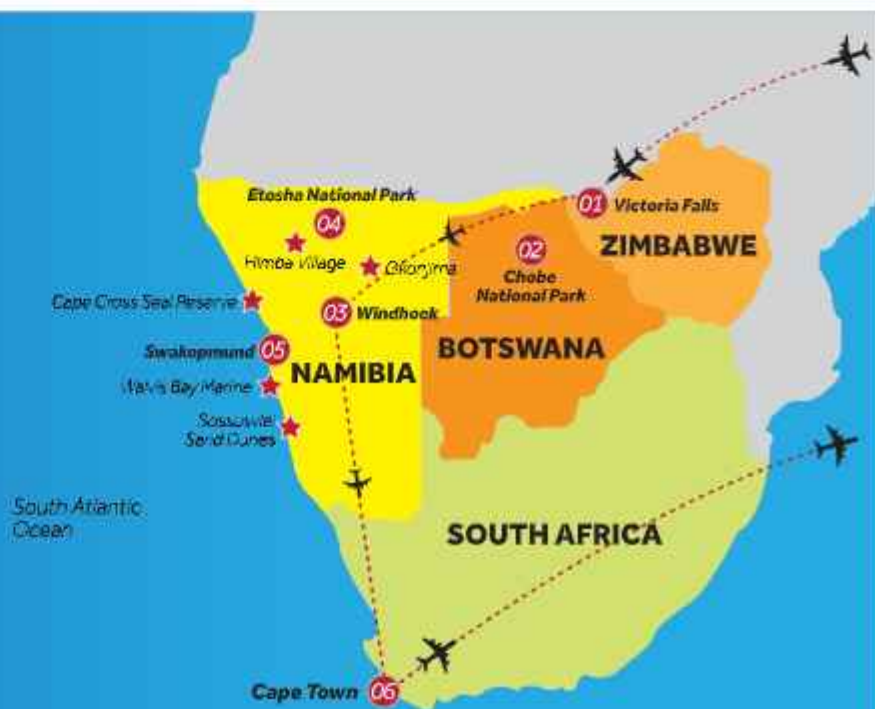 Etosha National Park
04
01
Victoria Falls
Himba Village
Okonjima
02
ZIMBABWE
Chobe
National Park
Cape Cross Seal Reserve
03
Windhoek
Swakopmund
05
BOTSWANA
NAMIBIA
Walvis Bay Marine
Sossusvlei
Sand Dunes
South Atlantic
Ocean
SOUTH AFRICA
Cape Town
06